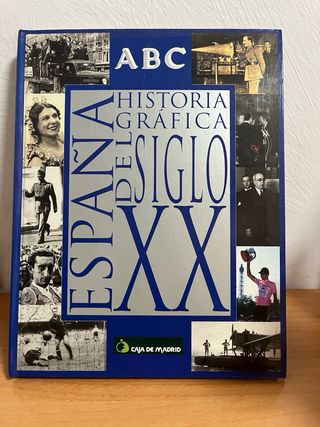 ABC
ESPAÑA
HISTORIA
GRÁFICA
DEL
SIGLO
XX
CAJA DE MADRID